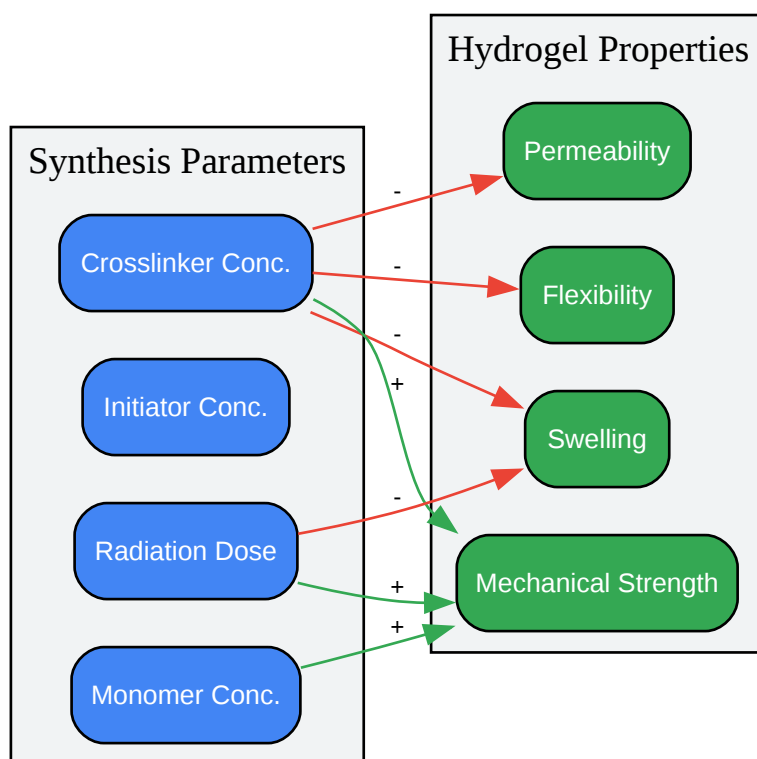 Hydrogel Properties
Synthesis Parameters
Permeability
-
Crosslinker Conc.
-
Flexibility
-
+
Initiator Conc.
Swelling
-
Radiation Dose
+
Mechanical Strength
+
Monomer Conc.